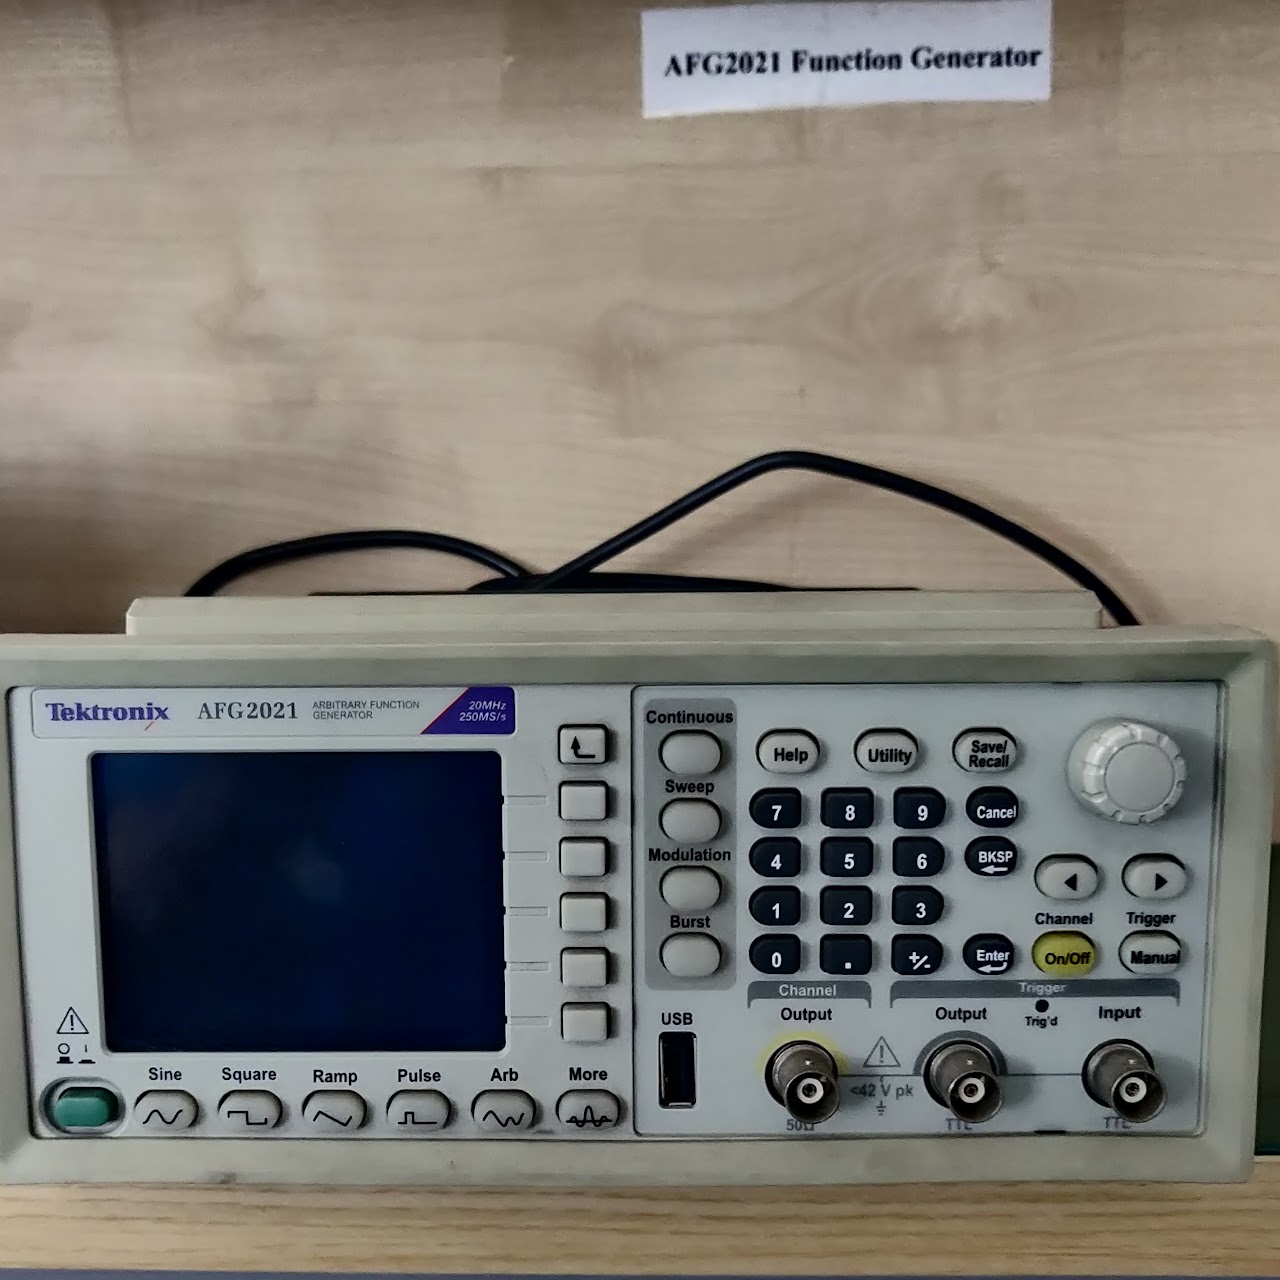 AFG2021 Function Generator
Tektronix AFG2021 ARBITRARY FUNCTION GENERATOR
20MHz
250MS/s
Continuous
Sweep
Modulation
Burst
Help Utility Save/Recall
7 8 9 Cancel
4 5 6 BKSP
1 2 3
0 . +/- Enter
Channel Trigger
On/Off Manual
Channel Trigger
Output Output Trig'd Input
USB
<42 V pk
50Ω TTL TTL
Sine Square Ramp Pulse Arb More